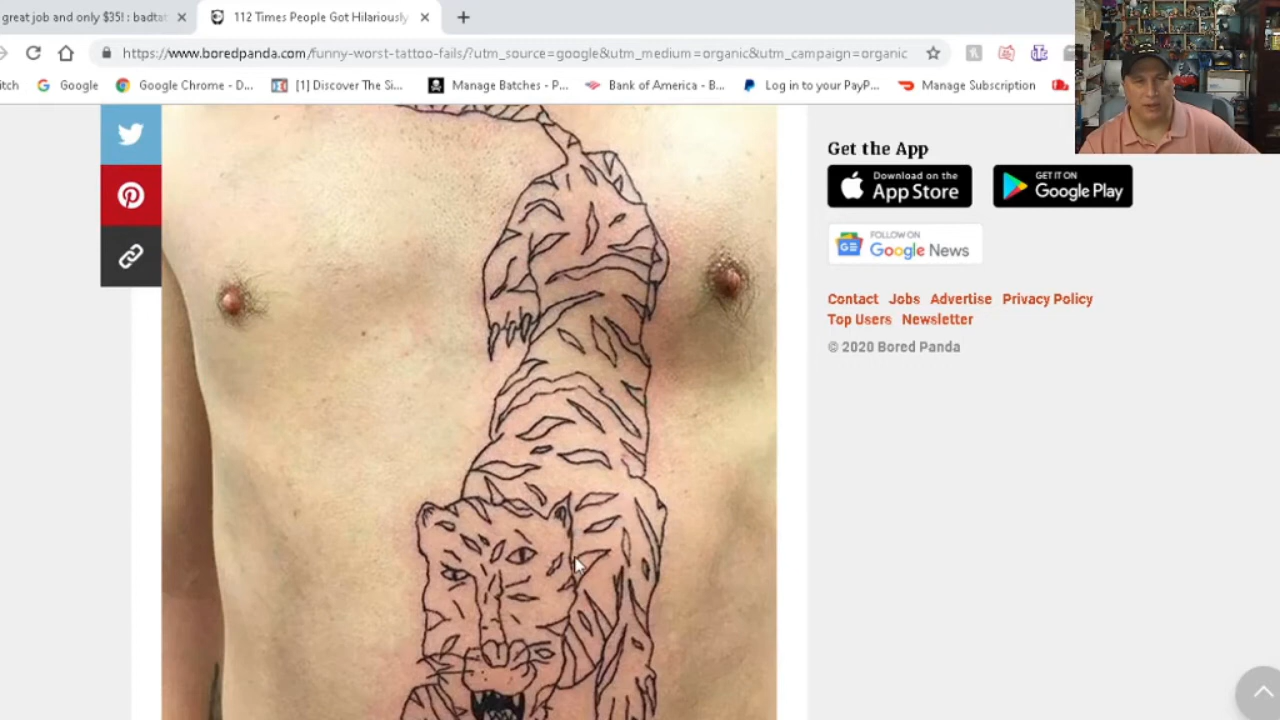 great job and only $35! : badtat
112 Times People Got Hilariously
https://www.boredpanda.com/funny-worst-tattoo-fails/?utm_source=google&utm_medium=organic&utm_campaign=organic
itch Google Google Chrome - D... [1] Discover The Si... Manage Batches - P... Bank of America - B... Log in to your PayP... Manage Subscription
Get the App
Download on the
App Store
GET IT ON
Google Play
FOLLOW ON
GE Google News
Contact Jobs Advertise Privacy Policy
Top Users Newsletter
© 2020 Bored Panda